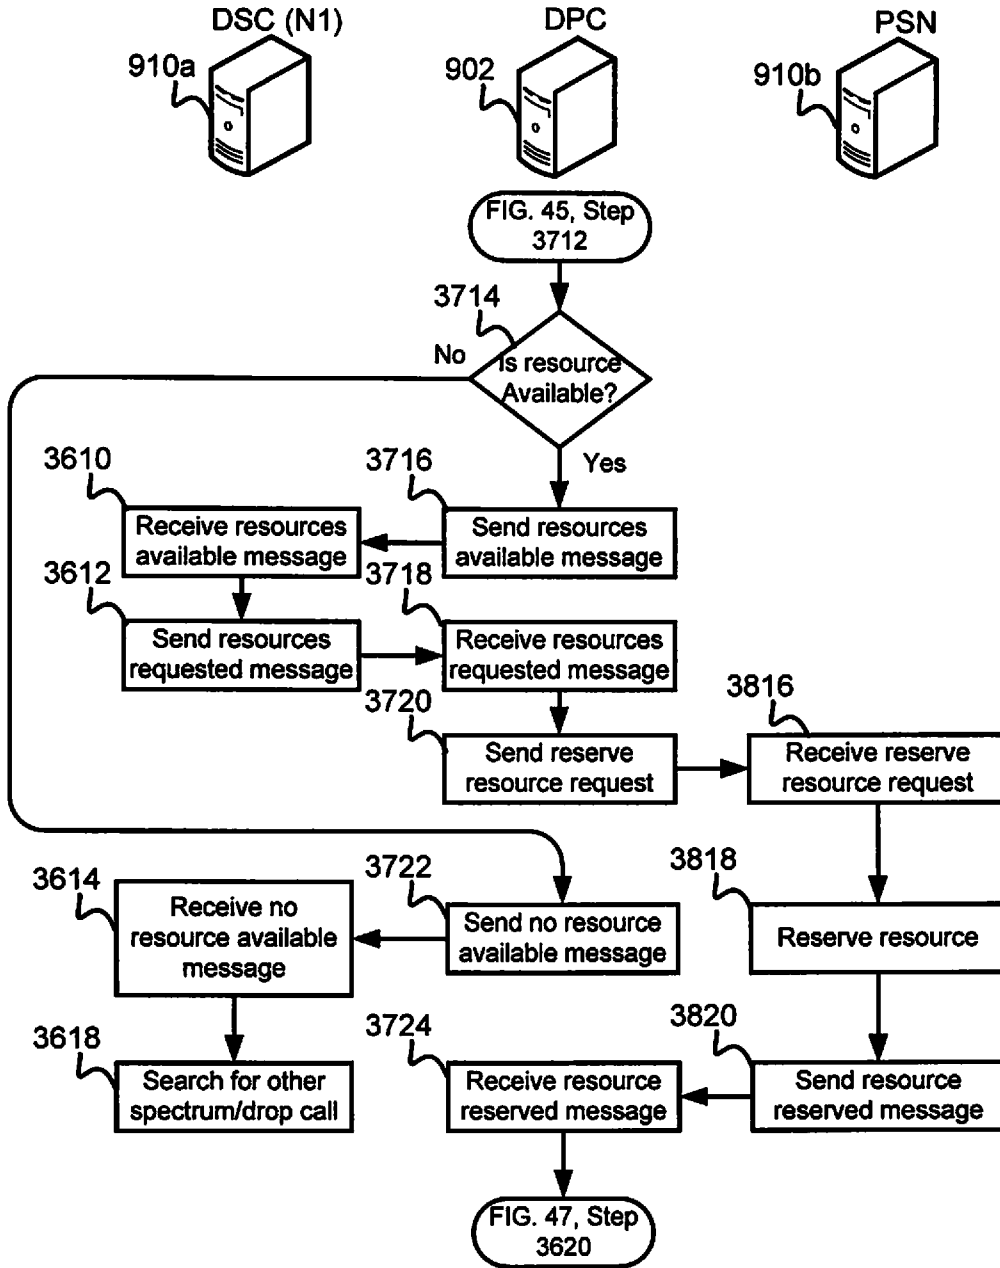 DSC (N1)
DPC
PSN
910a
902
910b
FIG. 45, Step
3712
3714
No
Is resource
Available?
Yes
3610
3716
Receive resources
available message
Send resources
available message
3612
3718
Send resources
requested message
Receive resources
requested message
3720
3816
Send reserve
resource request
Receive reserve
resource request
3614
3722
3818
Receive no
resource available
message
Send no resource
available message
Reserve resource
3618
3724
3820
Search for other
spectrum/drop call
Receive resource
reserved message
Send resource
reserved message
FIG. 47, Step
3620